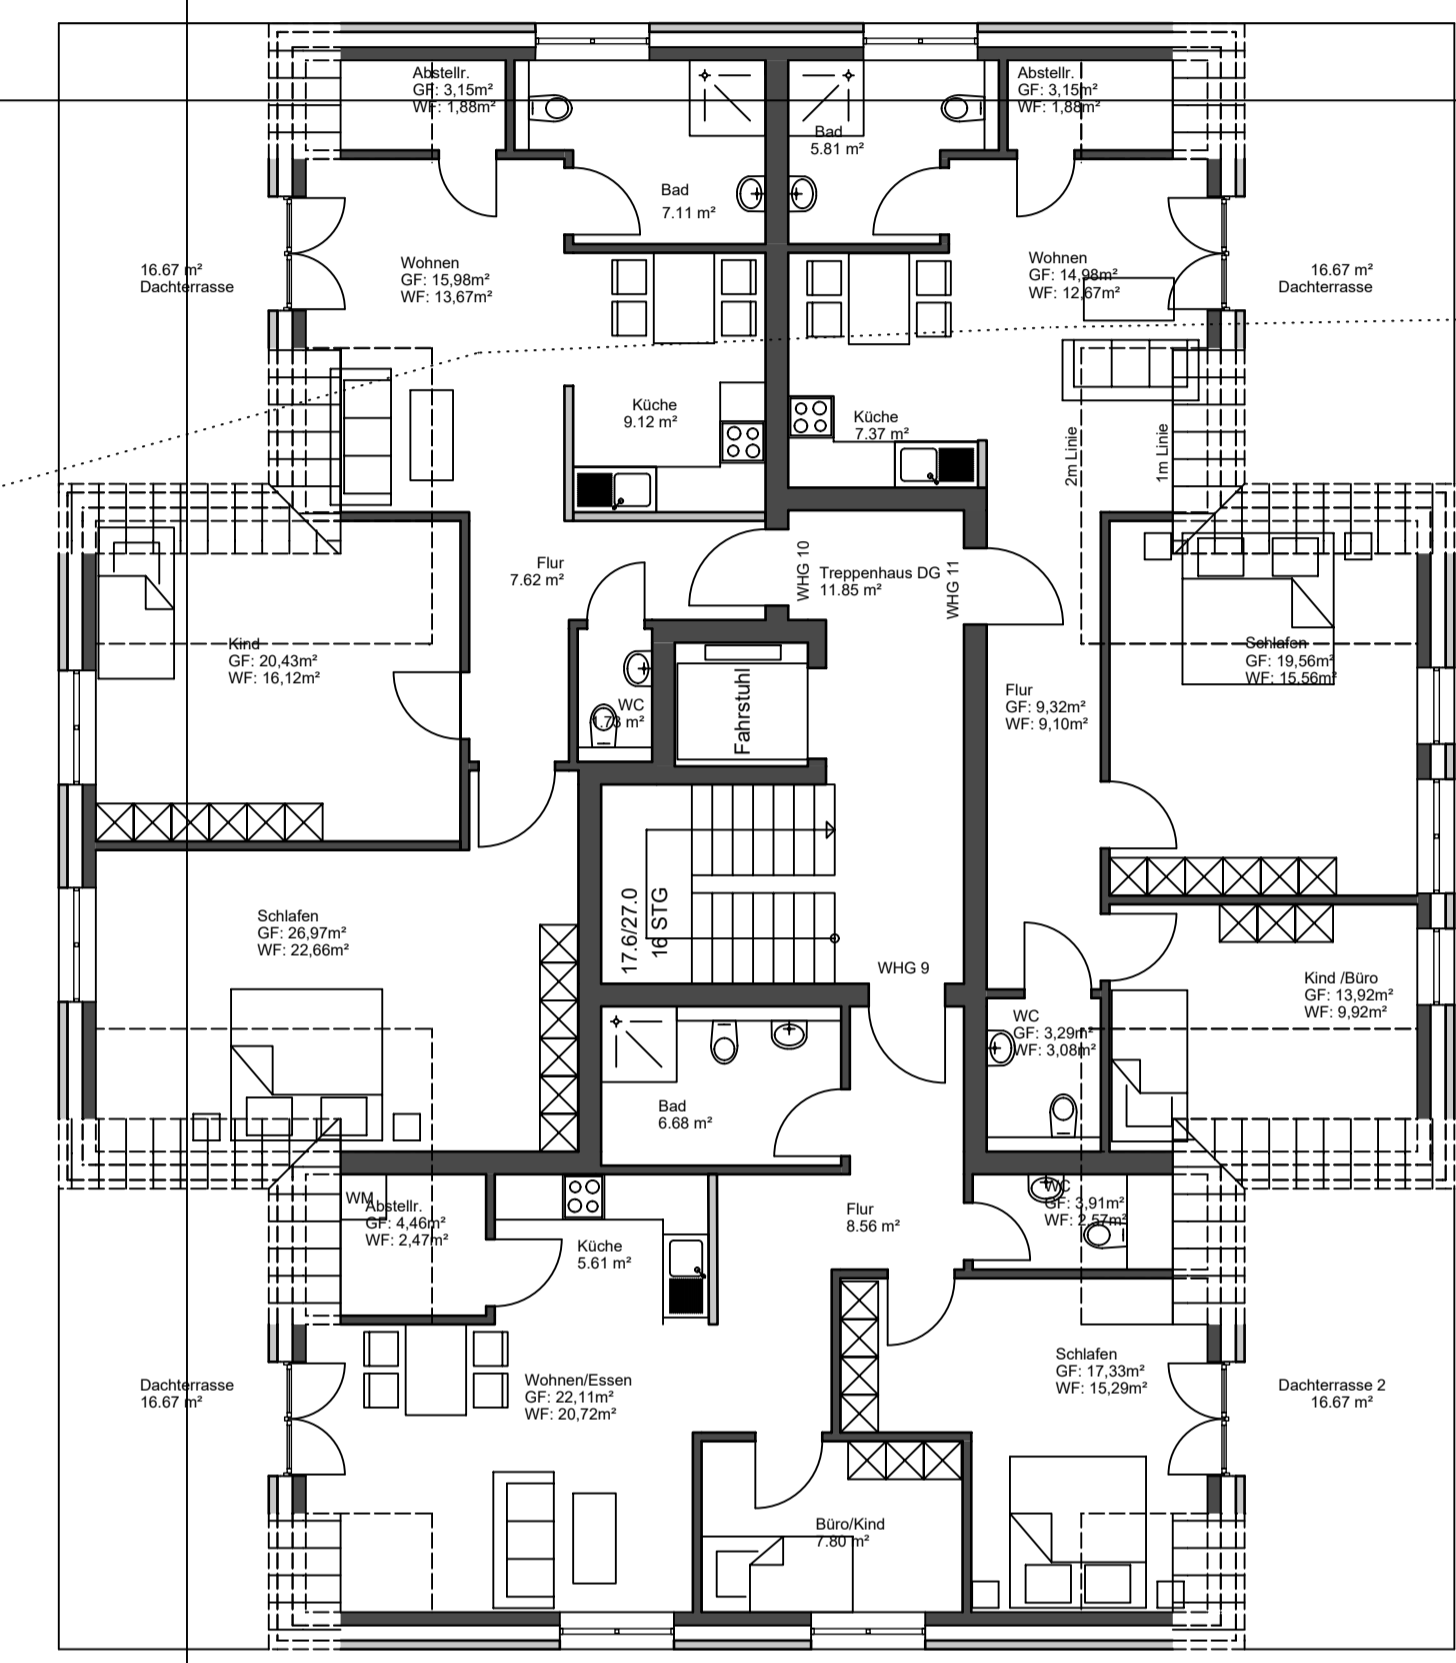 Abstellr.
GF: 3,15m²
WF: 1,88m²
Abstellr.
GF: 3,15m²
WF: 1,88m²
Bad
5.81 m²
Bad
7.11 m²
16.67 m²
Dachterrasse
Wohnen
GF: 15,98m²
WF: 13,67m²
Wohnen
GF: 14,98m²
WF: 12,67m²
16.67 m²
Dachterrasse
Küche
9.12 m²
Küche
7.37 m²
2m Linie
1m Linie
Flur
7.62 m²
WHG 10
Treppenhaus DG
11.85 m²
WHG 11
Kind
GF: 20,43m²
WF: 16,12m²
Schlafen
GF: 19,56m²
WF: 15,56m²
WC
1.73 m²
Fahrstuhl
Flur
GF: 9,32m²
WF: 9,10m²
Schlafen
GF: 26,97m²
WF: 22,66m²
17.6/27.0
16 STG
WHG 9
Kind /Büro
GF: 13,92m²
WF: 9,92m²
WC
GF: 3,29m²
WF: 3,08m²
Bad
6.68 m²
WM
Abstellr.
GF: 4,46m²
WF: 2,47m²
Küche
5.61 m²
Flur
8.56 m²
WC
GF: 3,91m²
WF: 2,57m²
Dachterrasse
16.67 m²
Wohnen/Essen
GF: 22,11m²
WF: 20,72m²
Schlafen
GF: 17,33m²
WF: 15,29m²
Dachterrasse 2
16.67 m²
Büro/Kind
7.80 m²